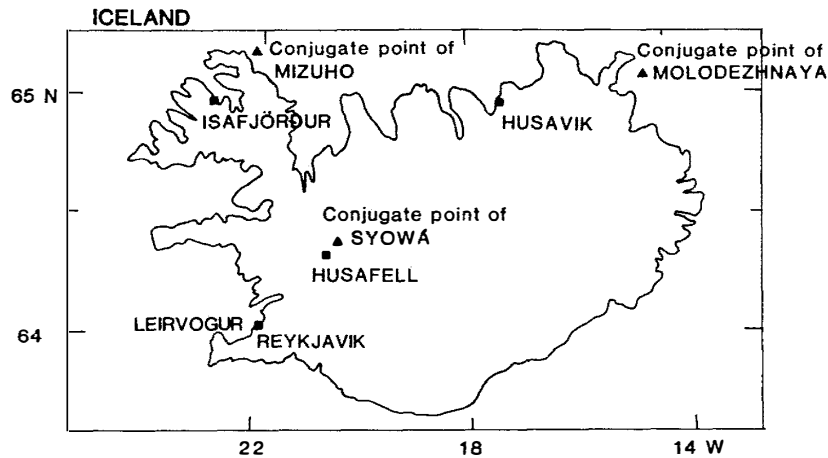 ICELAND
Conjugate point of
MIZUHO
Conjugate point of
MOLODEZHNAYA
65 N
ISAFJÖRDUR
HUSAVIK
Conjugate point of
SYOWA
HUSAFELL
LEIRVOGUR
REYKJAVIK
64
22
18
14 W